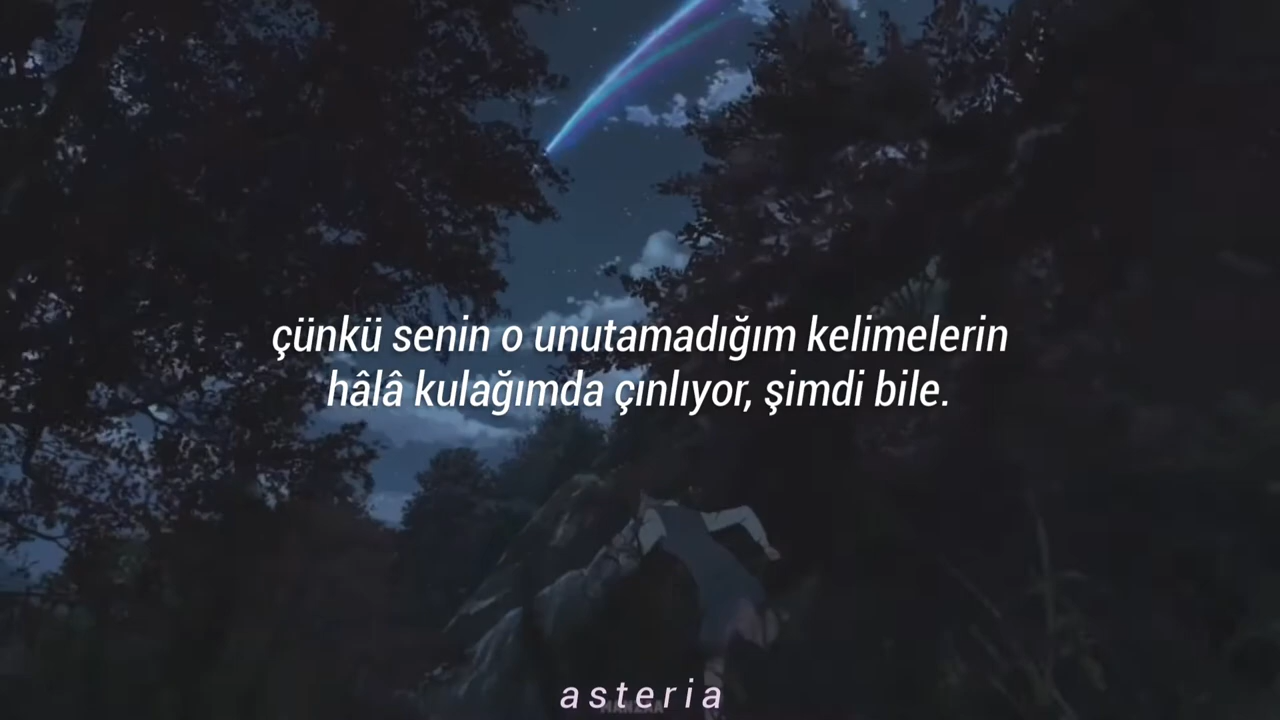 çünkü senin o unutamadığım kelimelerin
hâlâ kulağımda çınlıyor, şimdi bile.
asteria